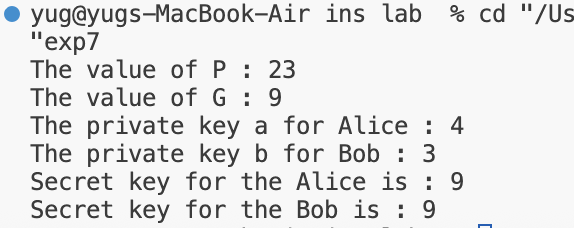 yug@yugs-MacBook-Air ins lab  % cd "/Us
"exp7
The value of P : 23
The value of G : 9
The private key a for Alice : 4
The private key b for Bob : 3
Secret key for the Alice is : 9
Secret key for the Bob is : 9